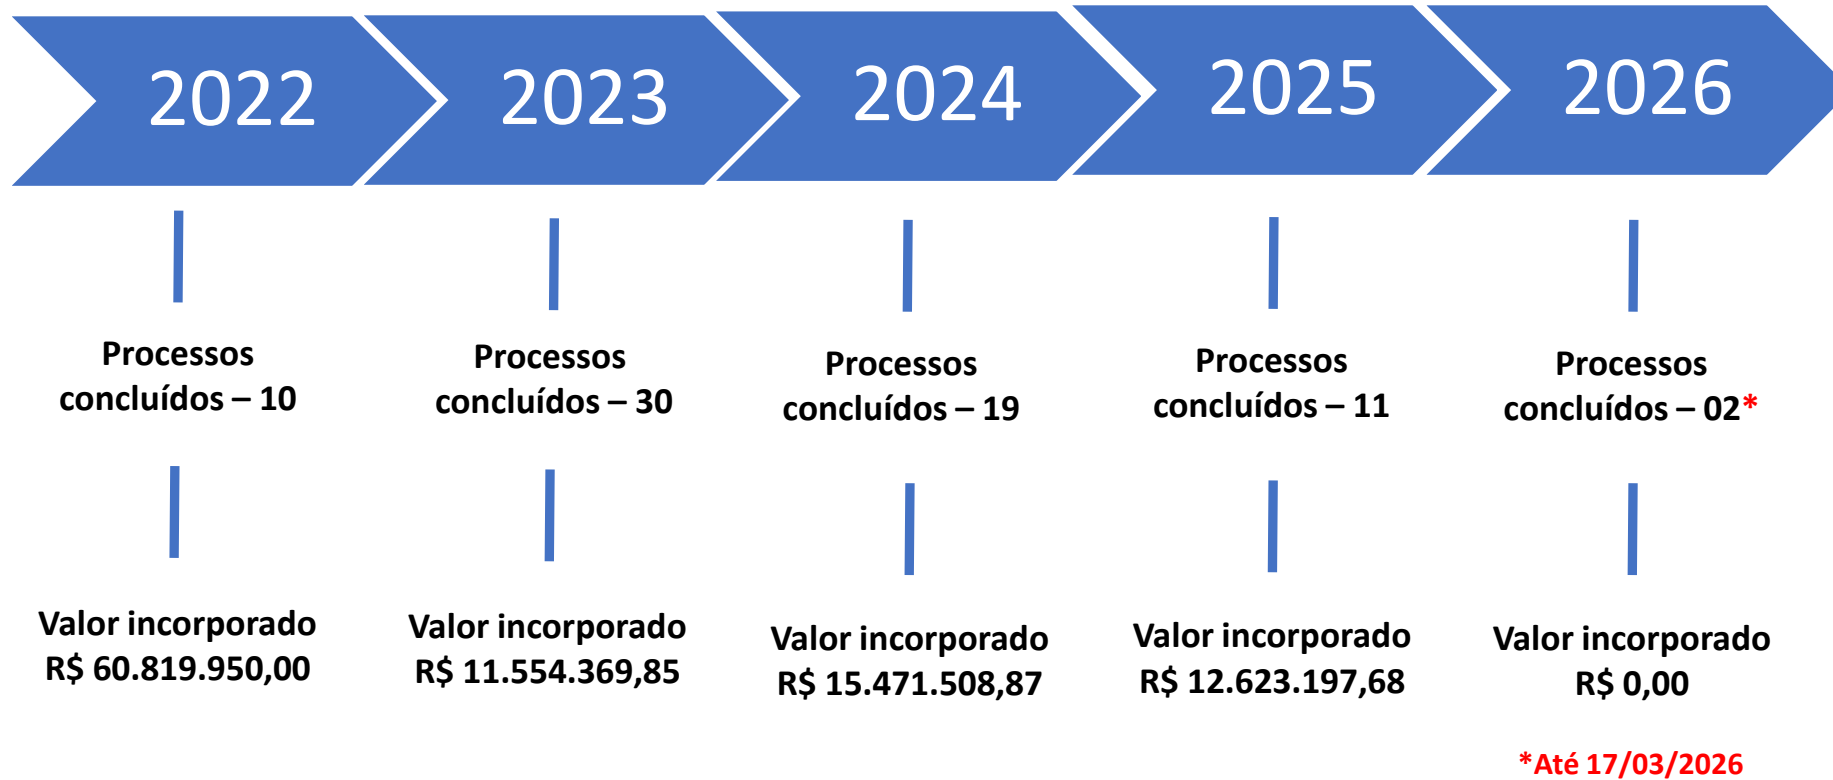 2022
2023
2024
2025
2026
Processos
concluídos – 10
Processos
concluídos – 30
Processos
concluídos – 19
Processos
concluídos – 11
Processos
concluídos – 02*
Valor incorporado
R$ 60.819.950,00
Valor incorporado
R$ 11.554.369,85
Valor incorporado
R$ 15.471.508,87
Valor incorporado
R$ 12.623.197,68
Valor incorporado
R$ 0,00
*Até 17/03/2026